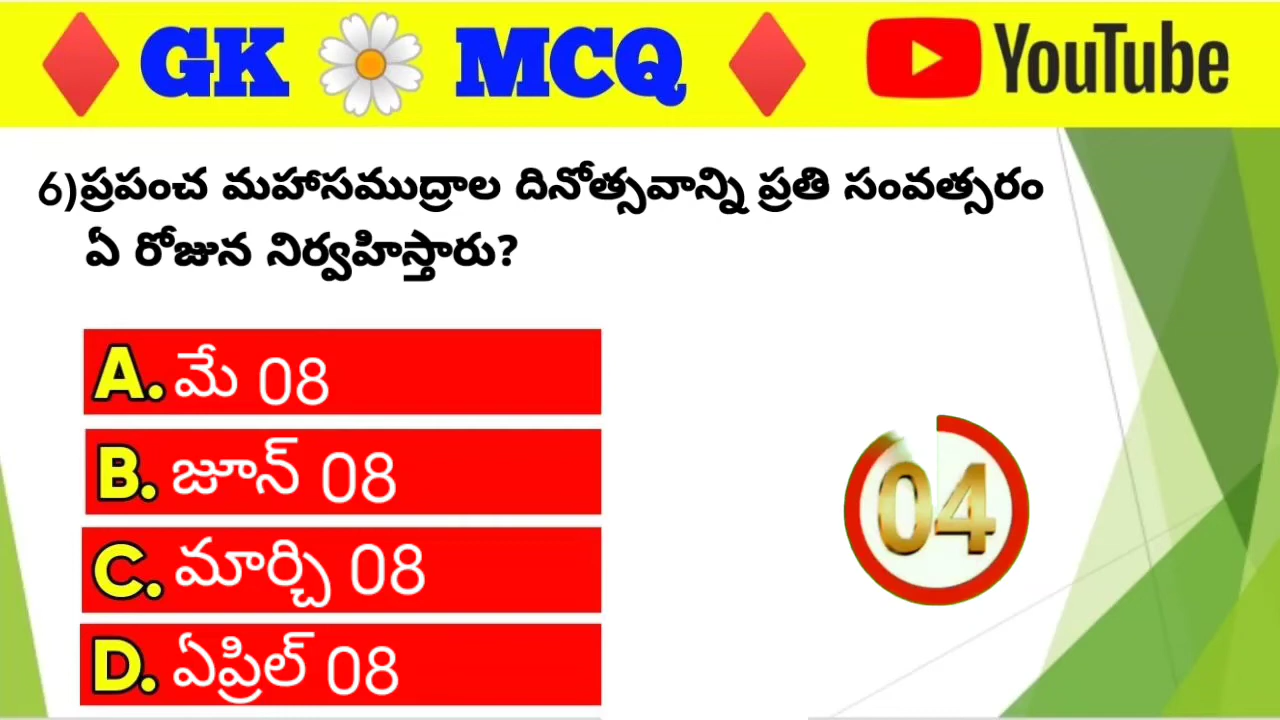 GK MCQ YouTube
6)ప్రపంచ మహాసముద్రాల దినోత్సవాన్ని ప్రతి సంవత్సరం
ఏ రోజున నిర్వహిస్తారు?
A. మే 08
B. జూన్ 08
C. మార్చి 08
D. ఏప్రిల్ 08
04